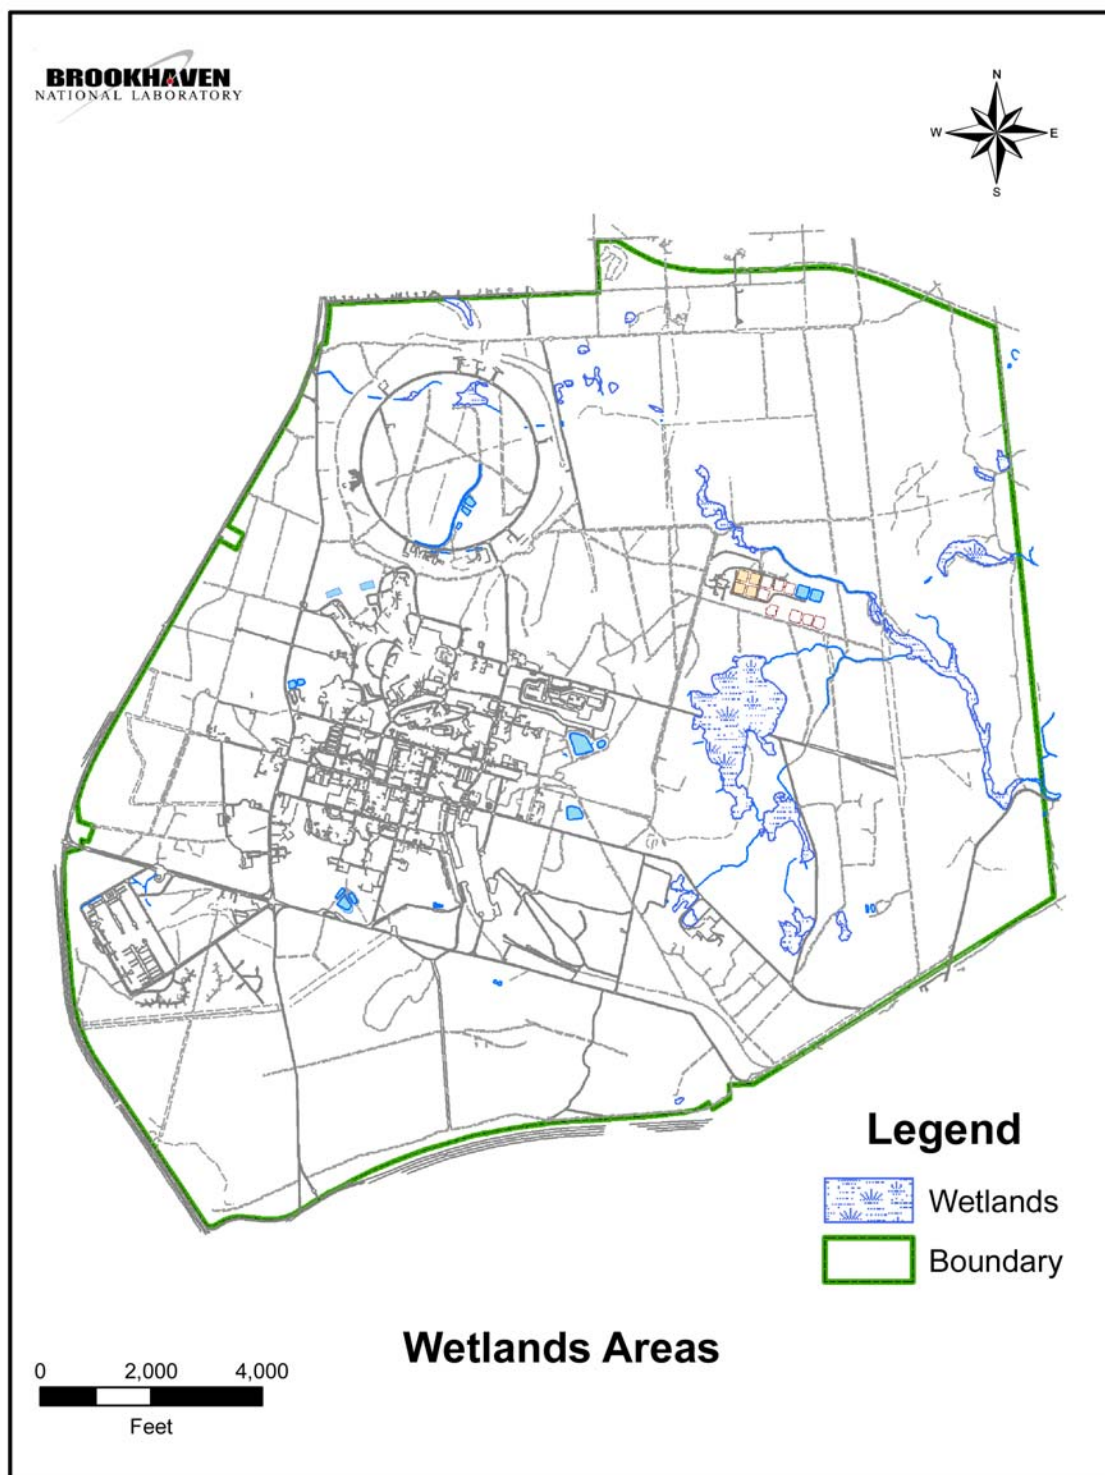 BROOKHAVEN
NATIONAL LABORATORY
N
W
E
S
Legend
Wetlands
Boundary
Wetlands Areas
0 2,000 4,000
Feet